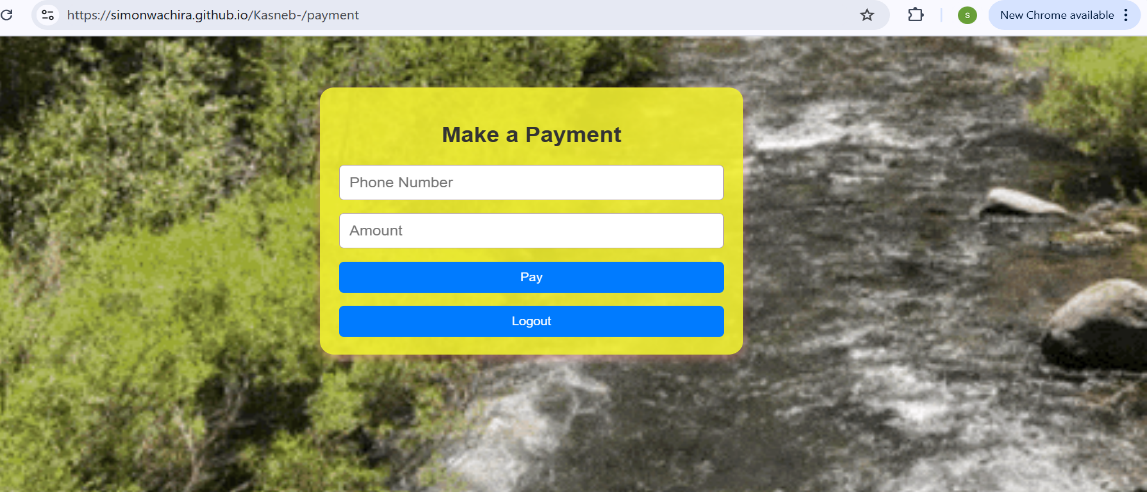 https://simonwachira.github.io/Kasneb-/payment
s
New Chrome available
Make a Payment
Phone Number
Amount
Pay
Logout